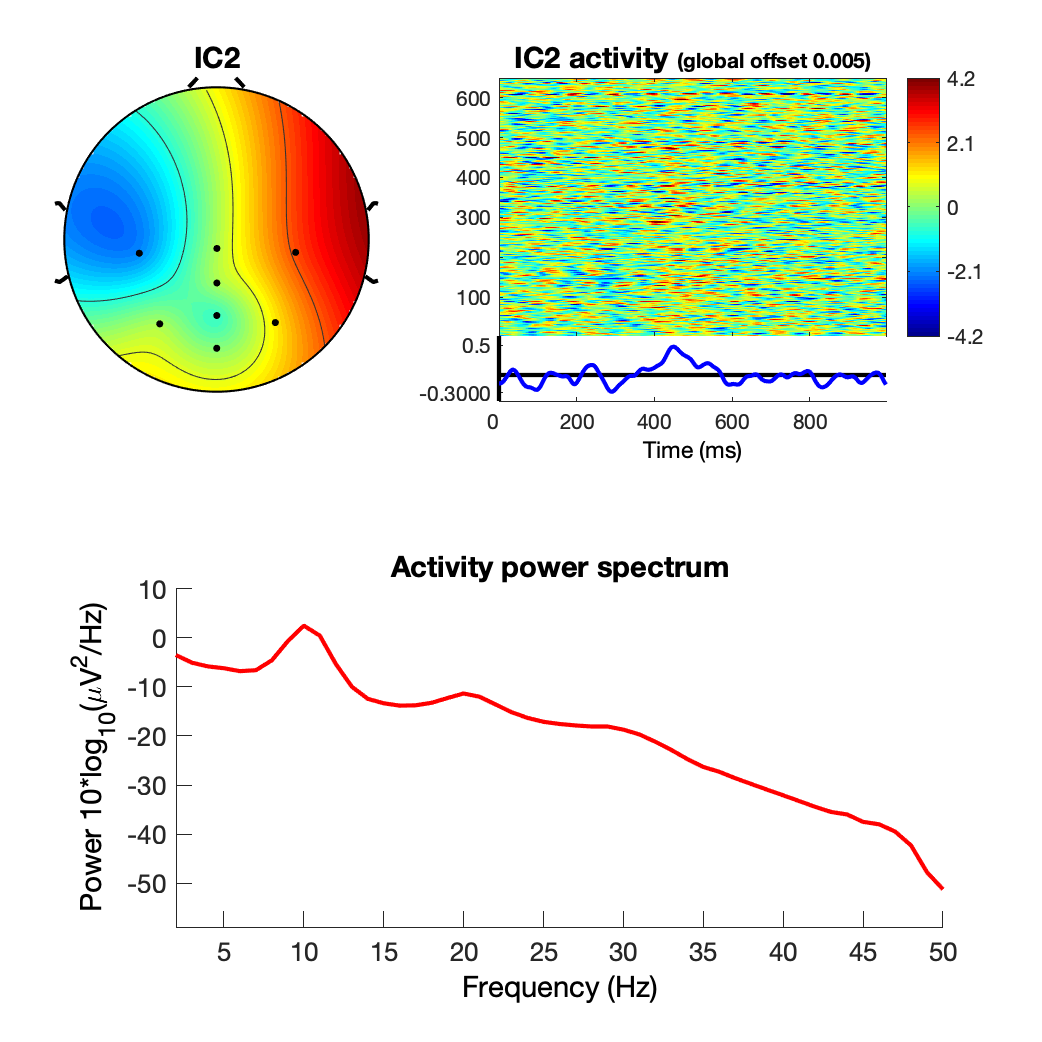 IC2
IC2 activity (global offset 0.005)
600
500
400
300
200
100
4.2
2.1
0
-2.1
-4.2
0.5
-0.3000
0 200 400 600 800
Time (ms)
Activity power spectrum
10
0
-10
-20
-30
-40
-50
Power 10*log10(μV2/Hz)
5 10 15 20 25 30 35 40 45 50
Frequency (Hz)